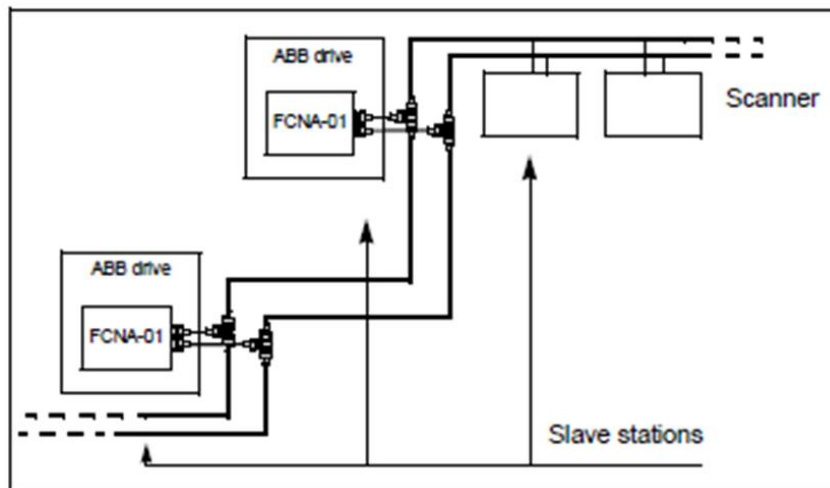 ABB drive
FCNA-01
Scanner
ABB drive
FCNA-01
Slave stations